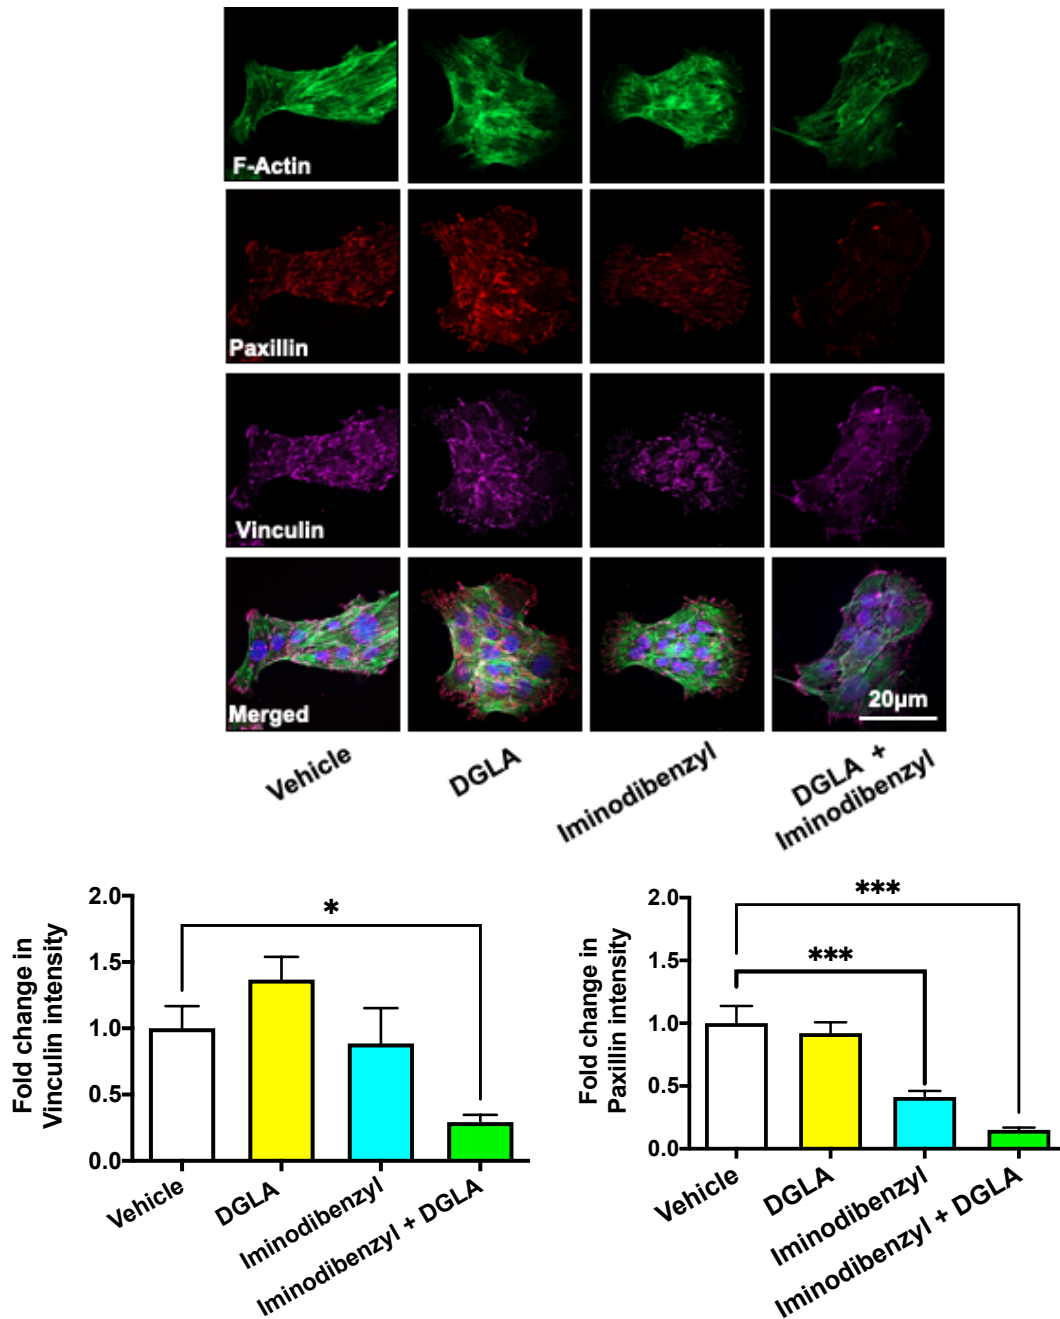 F-Actin
Paxillin
Vinculin
Merged
20µm
Vehicle
DGLA
Iminodibenzyl
DGLA +
Iminodibenzyl
Fold change in
Vinculin intensity
2.0
1.5
1.0
0.5
0.0
*
Vehicle
DGLA
Iminodibenzyl
Iminodibenzyl + DGLA
Fold change in
Paxillin intensity
2.0
1.5
1.0
0.5
0.0
***
***
Vehicle
DGLA
Iminodibenzyl
Iminodibenzyl + DGLA